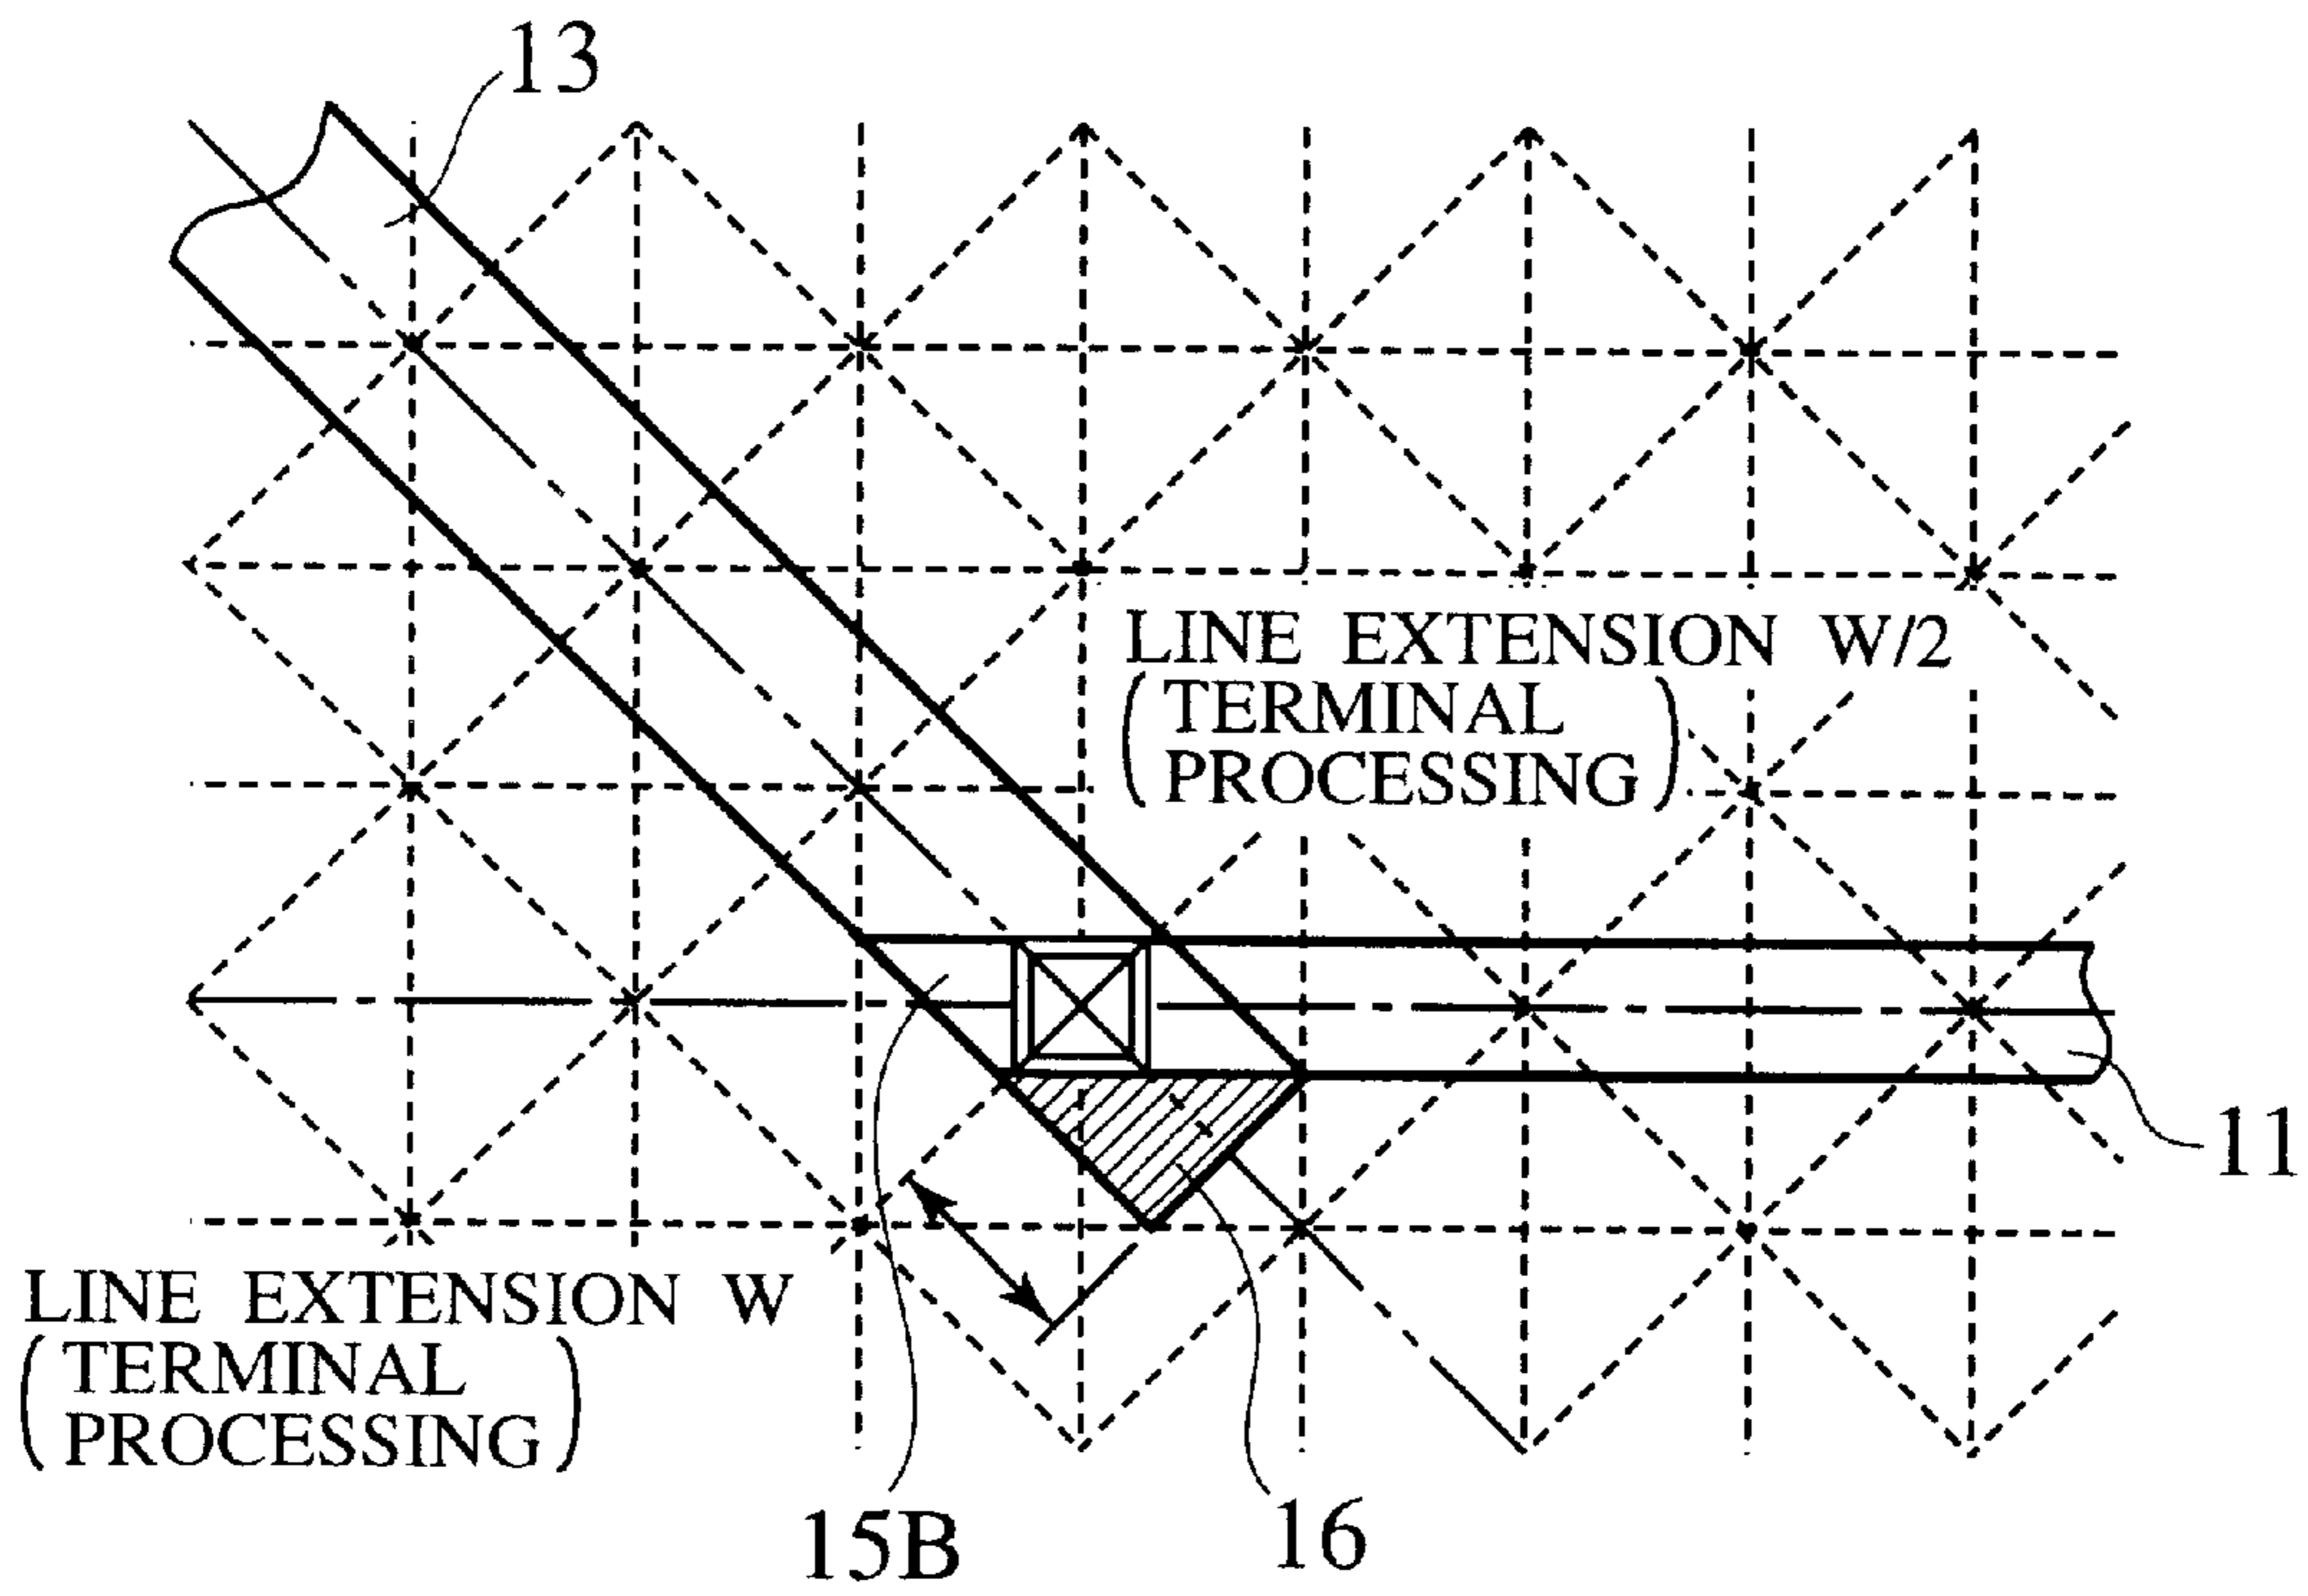 13
LINE EXTENSION W/2
(TERMINAL
PROCESSING)
11
LINE EXTENSION W
(TERMINAL
PROCESSING)
15B
16